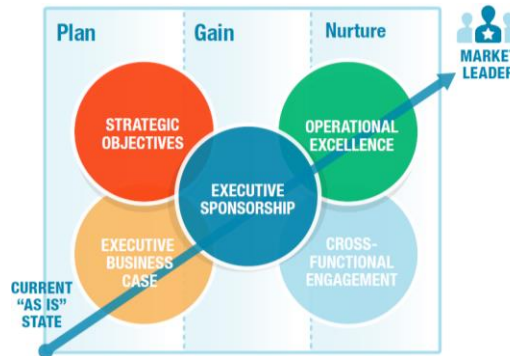 Plan
Gain
Nurture
MARKET
LEADER
STRATEGIC
OBJECTIVES
OPERATIONAL
EXCELLENCE
EXECUTIVE
SPONSORSHIP
EXECUTIVE
BUSINESS
CASE
CROSS-
FUNCTIONAL
ENGAGEMENT
CURRENT
"AS IS"
STATE